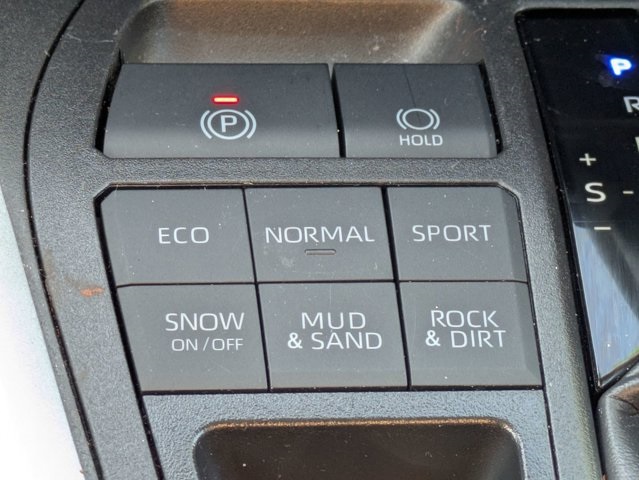 P
P
HOLD
R
ECO
NORMAL
SPORT
+
S -
−
SNOW
ON / OFF
MUD
& SAND
ROCK
& DIRT